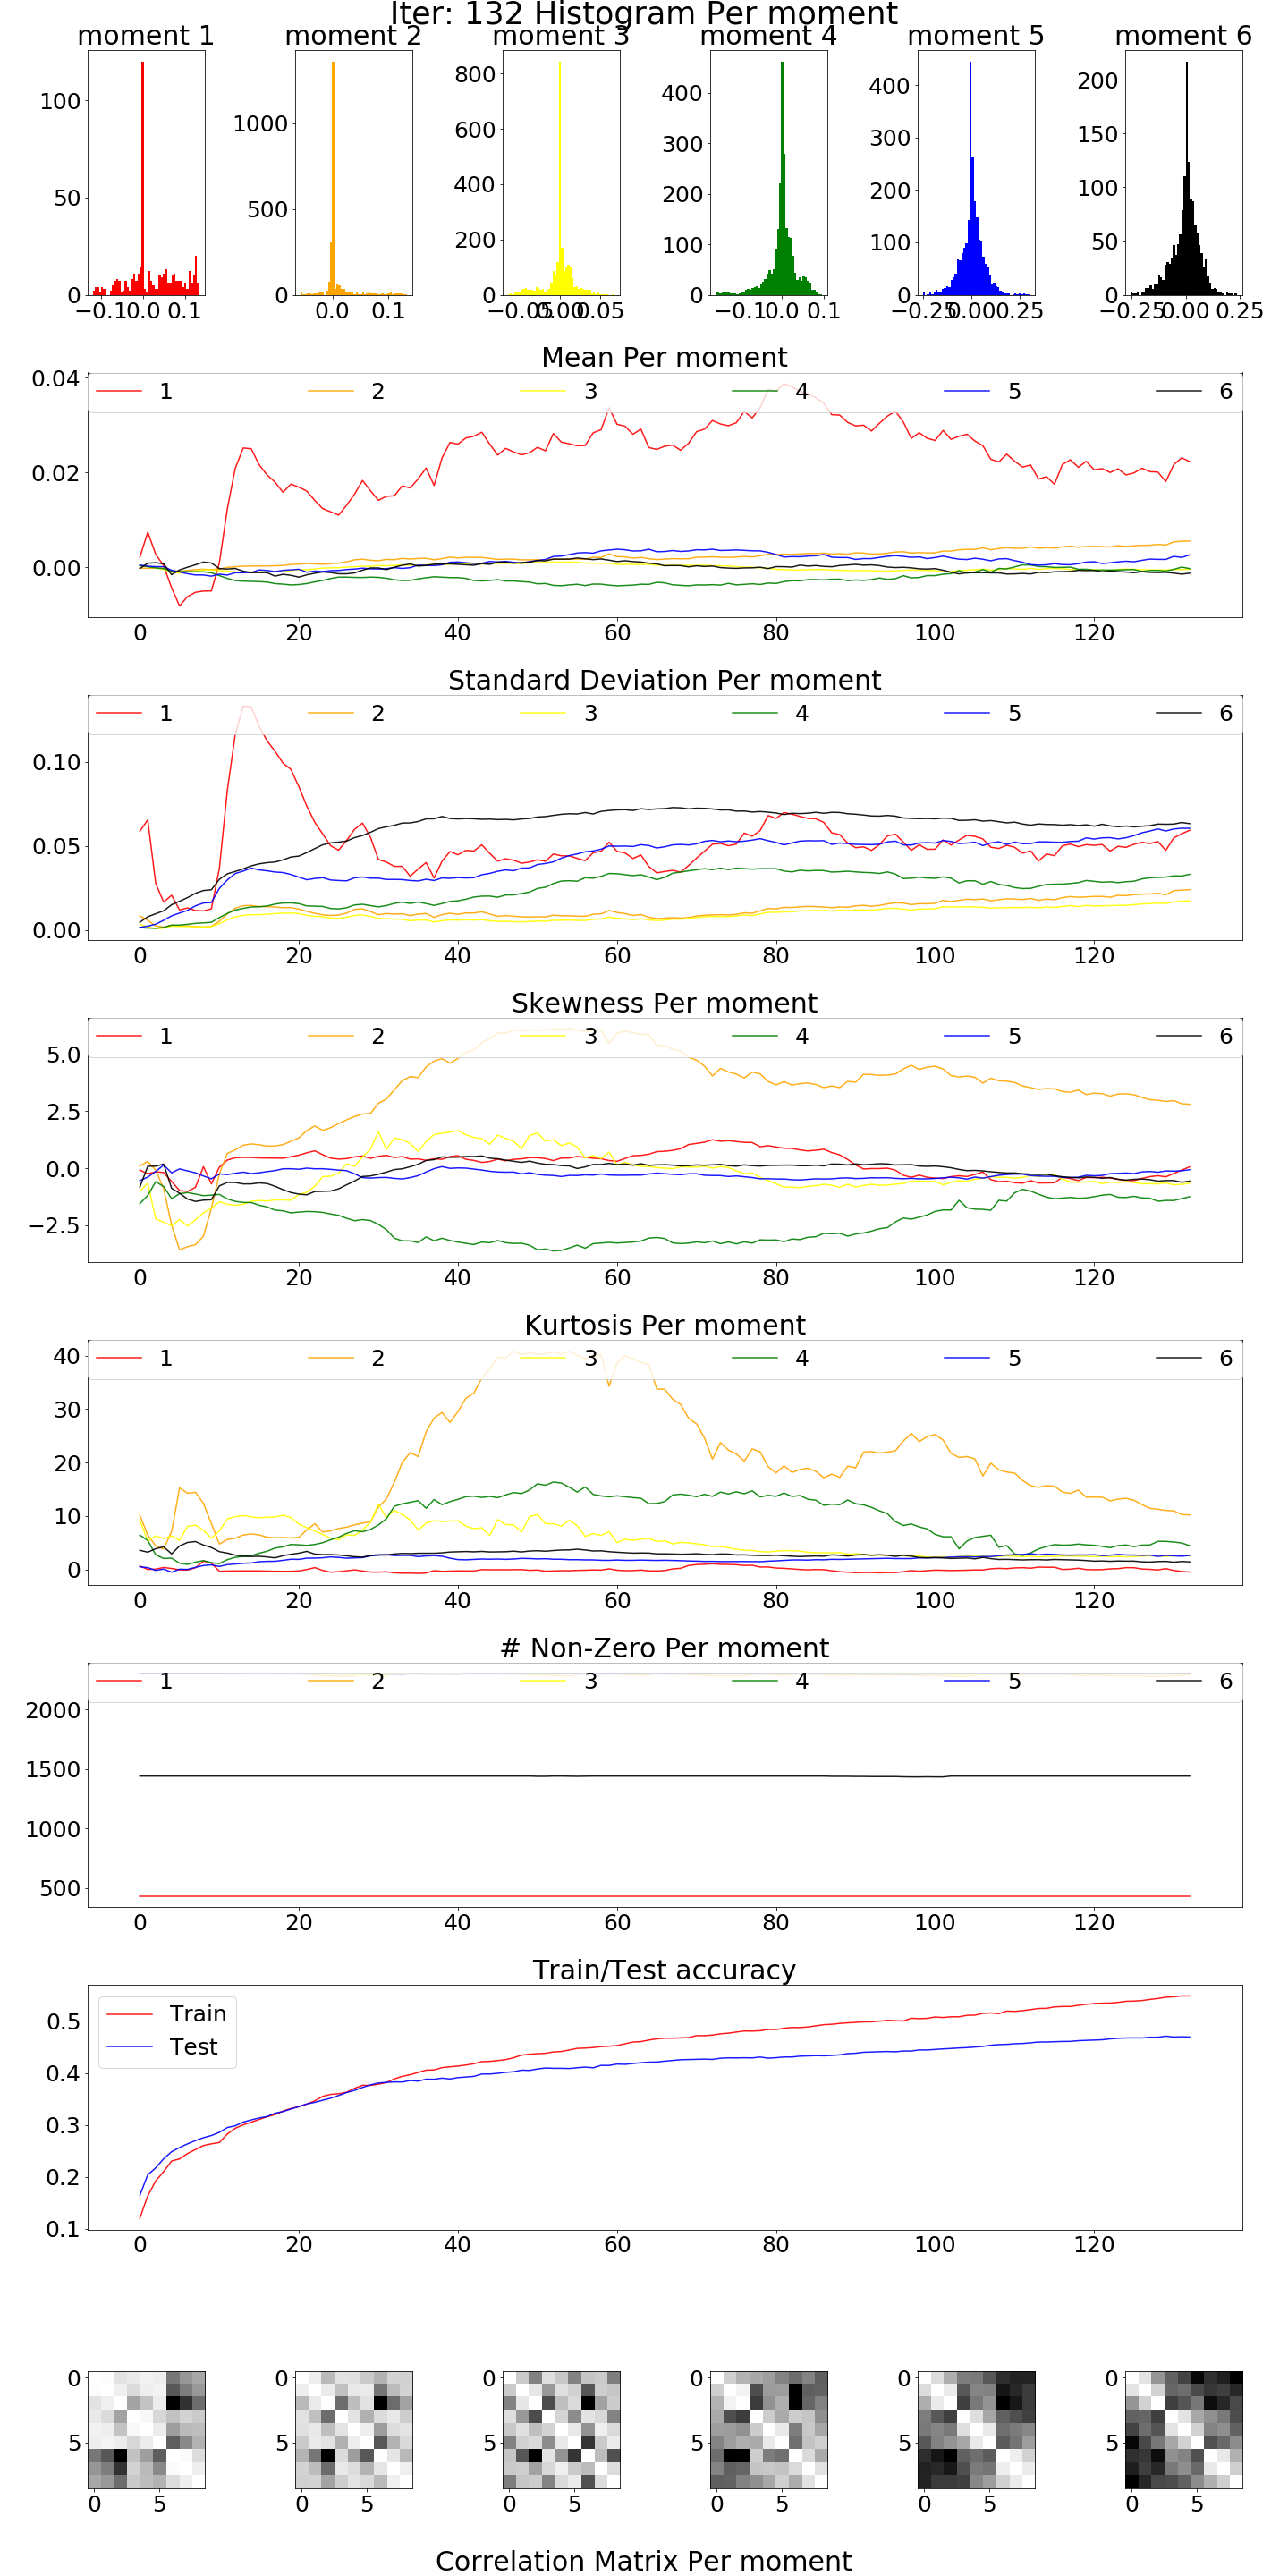 Iter: 132 Histogram Per moment
moment 1 moment 2 moment 3 moment 4 moment 5 moment 6
100 50 0
1000 500 0
800 600 400 200 0
400 300 200 100 0
400 300 200 100 0
200 150 100 50 0
−0.1 0.0 0.1
0.0 0.1
−0.05 0.00 0.05
−0.1 0.0 0.1
−0.25 0.00 0.25
−0.25 0.00 0.25
Mean Per moment
1 2 3 4 5 6
0.04
0.02
0.00
0 20 40 60 80 100 120
Standard Deviation Per moment
1 2 3 4 5 6
0.10
0.05
0.00
0 20 40 60 80 100 120
Skewness Per moment
1 2 3 4 5 6
5.0
2.5
0.0
−2.5
0 20 40 60 80 100 120
Kurtosis Per moment
1 2 3 4 5 6
40
30
20
10
0
0 20 40 60 80 100 120
# Non-Zero Per moment
1 2 3 4 5 6
2000
1500
1000
500
0 20 40 60 80 100 120
Train/Test accuracy
Train
Test
0.5
0.4
0.3
0.2
0.1
0 20 40 60 80 100 120
0 0 0 0 0 0
5 5 5 5 5 5
0 5 0 5 0 5 0 5 0 5 0 5
Correlation Matrix Per moment